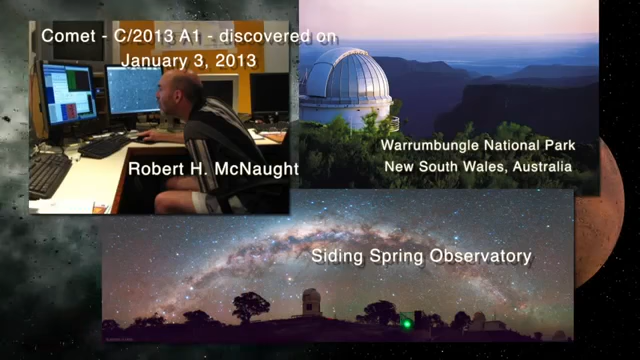 Comet - C/2013 A1 - discovered on
January 3, 2013
Robert H. McNaught
Warrumbungle National Park
New South Wales, Australia
Siding Spring Observatory